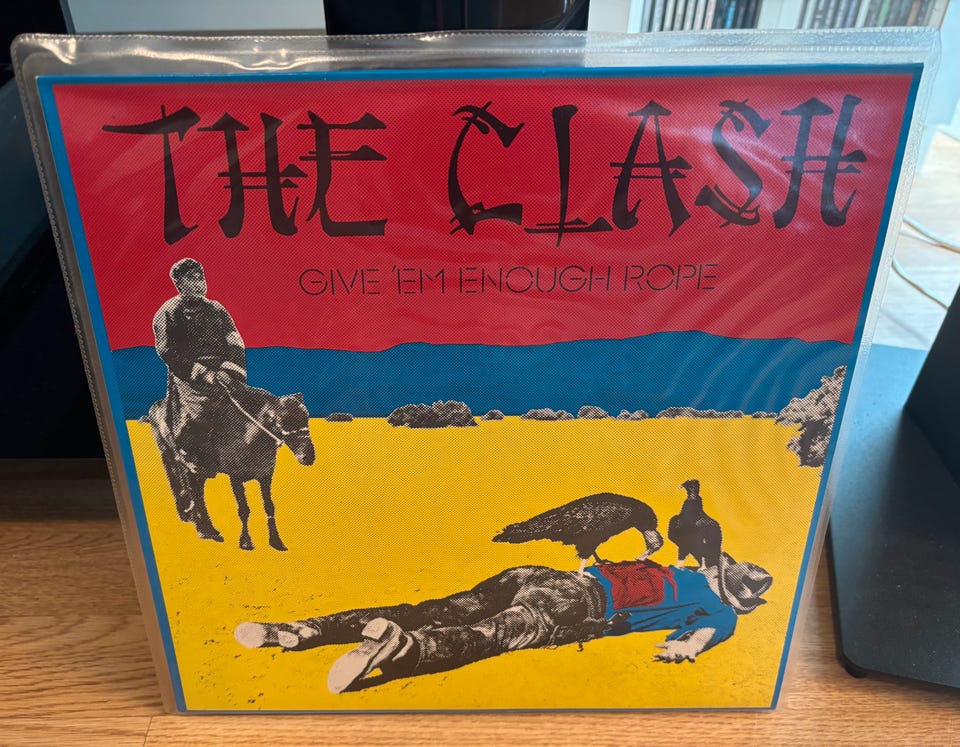 THE CLASH
GIVE 'EM ENOUGH ROPE